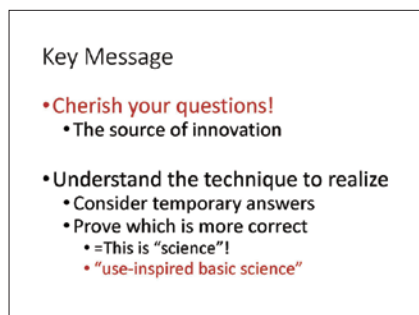 Key Message
•Cherish your questions!
•The source of innovation
•Understand the technique to realize
•Consider temporary answers
•Prove which is more correct
•=This is “science”!
•“use-inspired basic science”